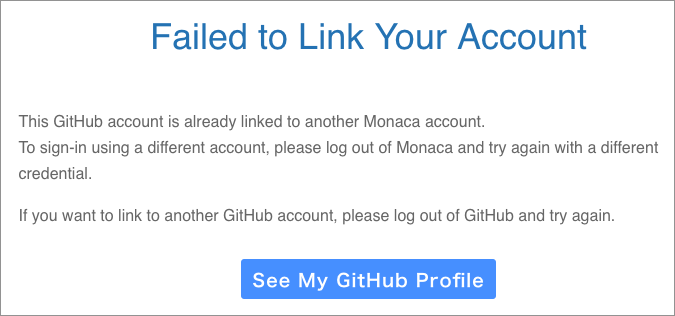 Failed to Link Your Account
This GitHub account is already linked to another Monaca account.
To sign-in using a different account, please log out of Monaca and try again with a different
credential.
If you want to link to another GitHub account, please log out of GitHub and try again.
See My GitHub Profile